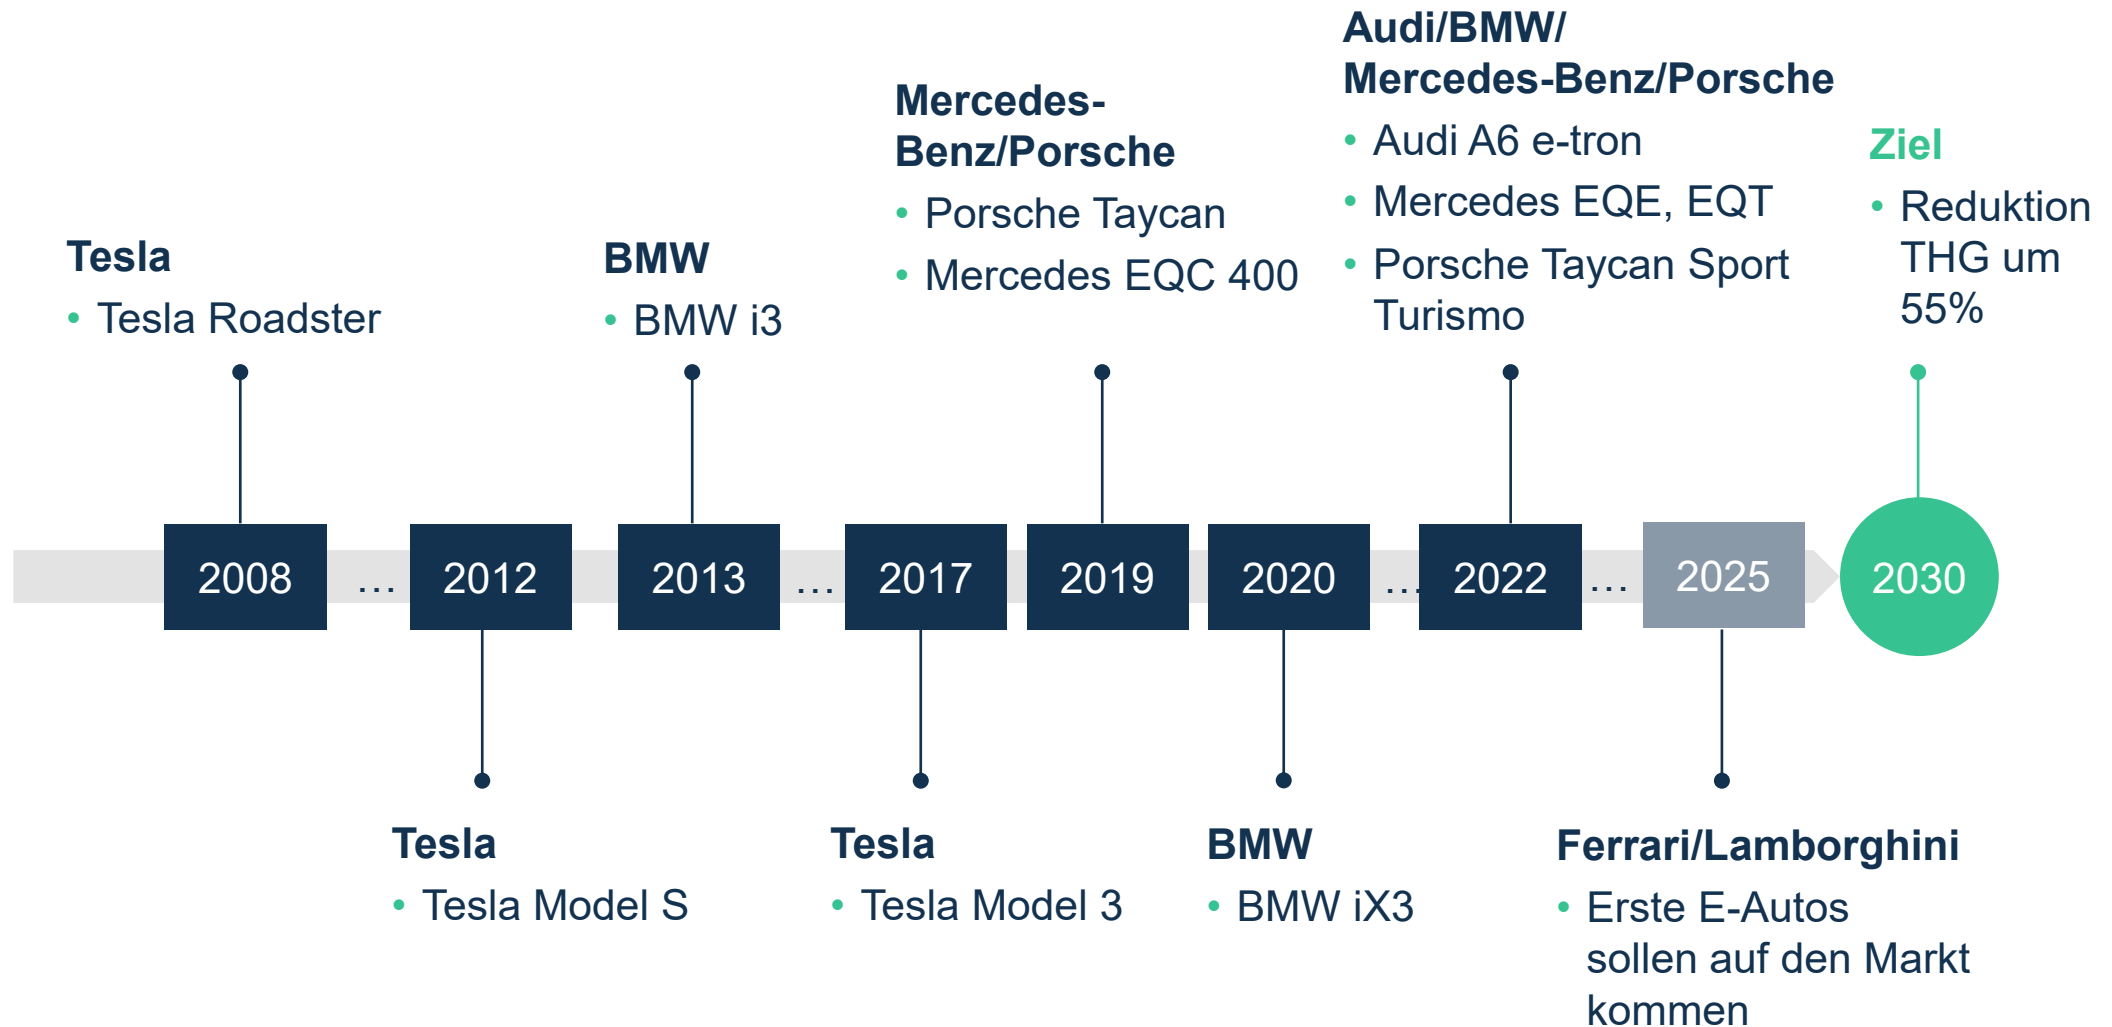 Audi/BMW/
Mercedes-Benz/Porsche
• Audi A6 e-tron
• Mercedes EQE, EQT
• Porsche Taycan Sport
Turismo
Mercedes-
Benz/Porsche
• Porsche Taycan
• Mercedes EQC 400
Ziel
• Reduktion
THG um
55%
Tesla
• Tesla Roadster
BMW
• BMW i3
2008
...
2012
2013
...
2017
2019
2020
...
2022
...
2025
2030
Tesla
• Tesla Model S
Tesla
• Tesla Model 3
BMW
• BMW iX3
Ferrari/Lamborghini
• Erste E-Autos
sollen auf den Markt
kommen